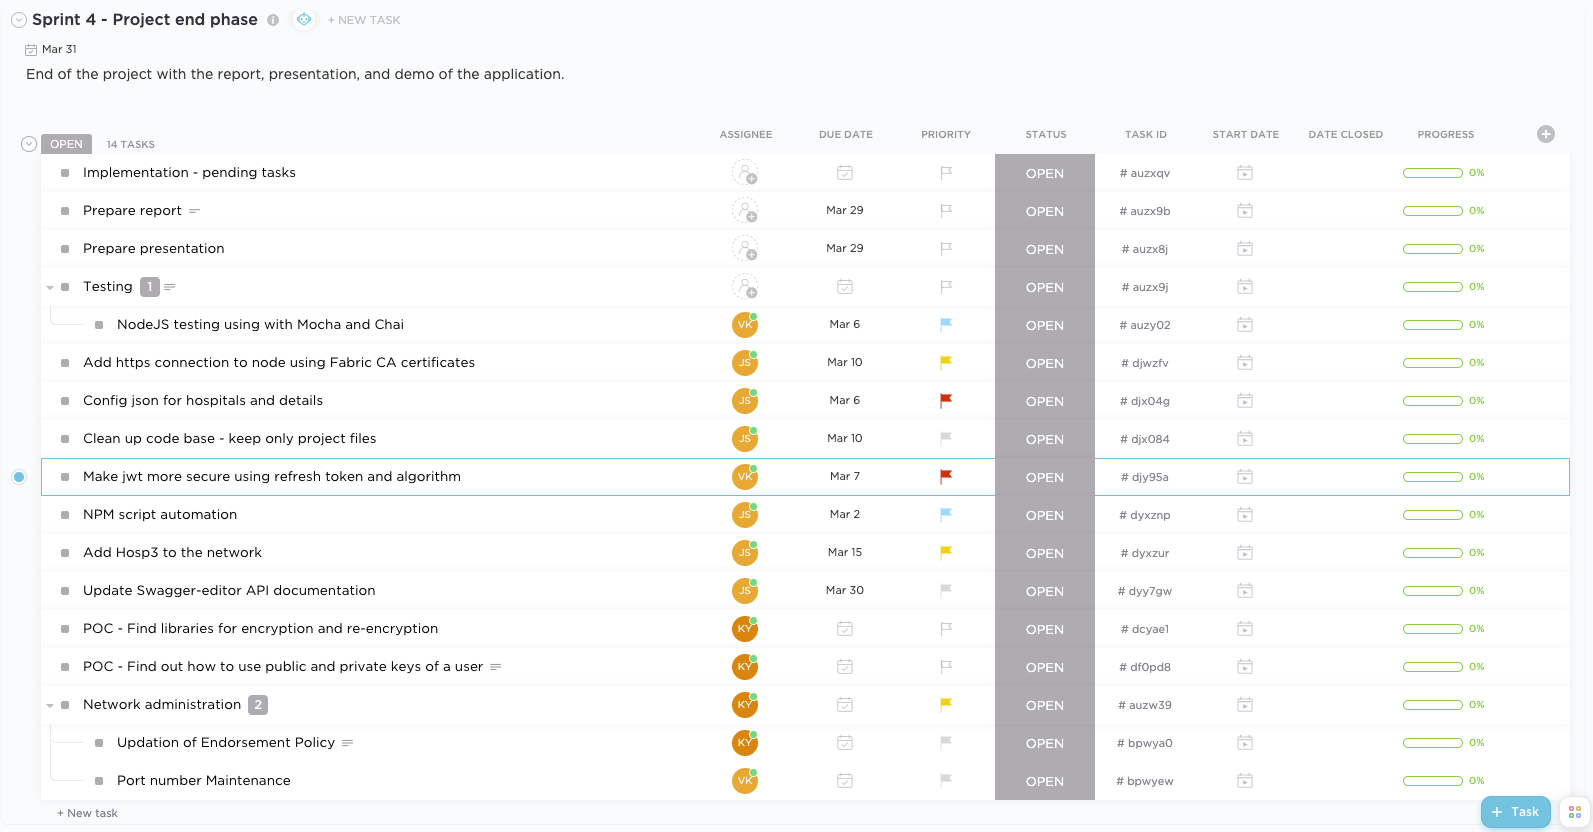 Sprint 4 - Project end phase + NEW TASK
Mar 31
End of the project with the report, presentation, and demo of the application.
OPEN 14 TASKS ASSIGNEE DUE DATE PRIORITY STATUS TASK ID START DATE DATE CLOSED PROGRESS
Implementation - pending tasks OPEN # auzxqv 0%
Prepare report Mar 29 OPEN # auzx9b 0%
Prepare presentation Mar 29 OPEN # auzx8j 0%
Testing 1 OPEN # auzx9j 0%
NodeJS testing using with Mocha and Chai VK Mar 6 OPEN # auzy02 0%
Add https connection to node using Fabric CA certificates JS Mar 10 OPEN # djwzfv 0%
Config json for hospitals and details JS Mar 6 OPEN # djx04g 0%
Clean up code base - keep only project files JS Mar 10 OPEN # djx084 0%
Make jwt more secure using refresh token and algorithm VK Mar 7 OPEN # djy95a 0%
NPM script automation JS Mar 2 OPEN # dyxznp 0%
Add Hosp3 to the network JS Mar 15 OPEN # dyxzur 0%
Update Swagger-editor API documentation JS Mar 30 OPEN # dyy7gw 0%
POC - Find libraries for encryption and re-encryption KY OPEN # dcyae1 0%
POC - Find out how to use public and private keys of a user KY OPEN # df0pd8 0%
Network administration 2 KY OPEN # auzw39 0%
Updation of Endorsement Policy KY OPEN # bpwya0 0%
Port number Maintenance VK OPEN # bpwyew 0%
+ New task
+ Task